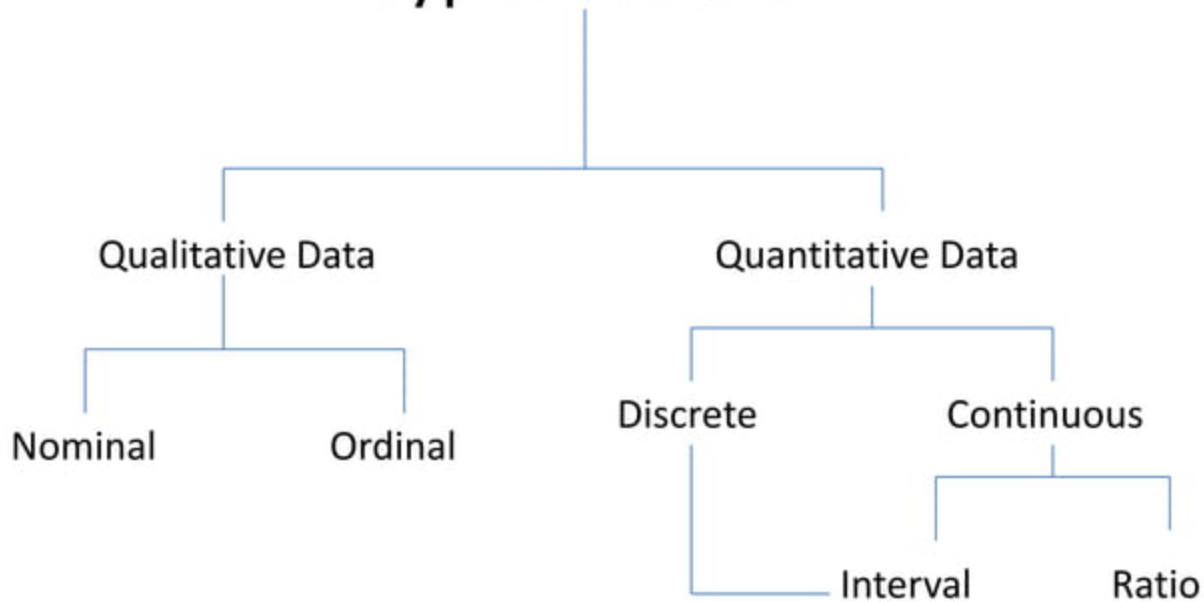 Qualitative Data
Quantitative Data
Nominal
Ordinal
Discrete
Continuous
Interval
Ratio